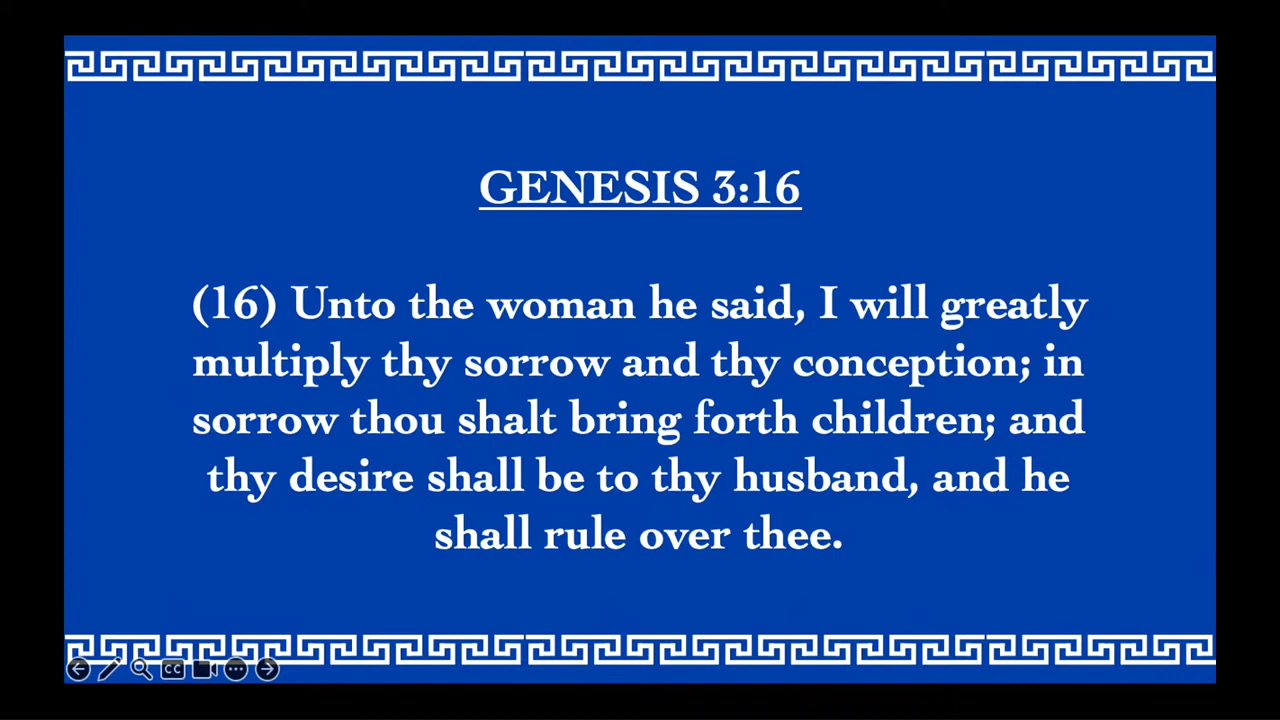 GENESIS 3:16
(16) Unto the woman he said, I will greatly
multiply thy sorrow and thy conception; in
sorrow thou shalt bring forth children; and
thy desire shall be to thy husband, and he
shall rule over thee.
CC